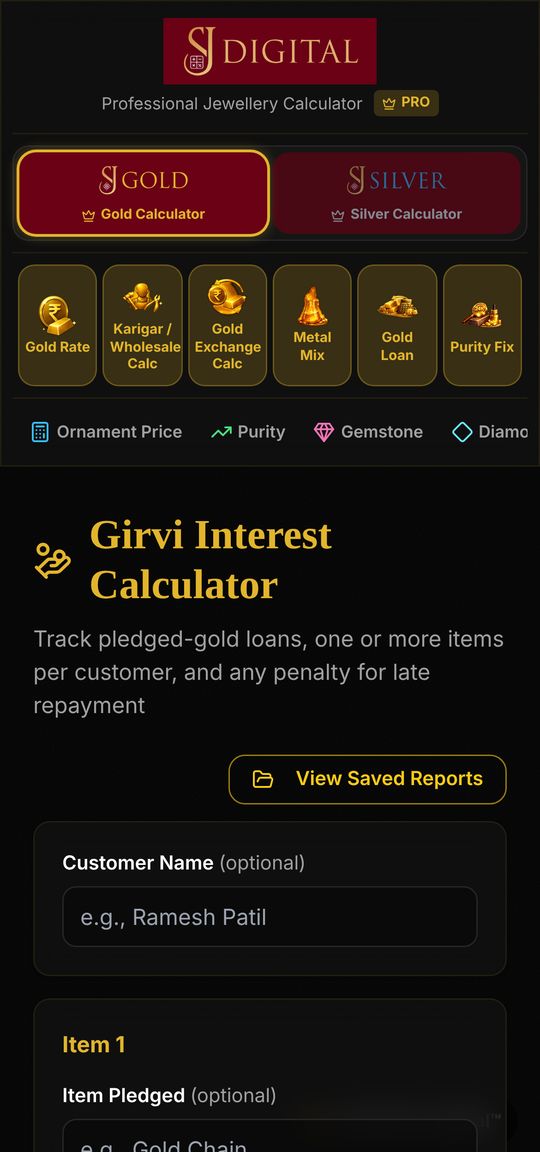 SJ DIGITAL
Professional Jewellery Calculator PRO
SJ GOLD
Gold Calculator
SJ SILVER
Silver Calculator
Gold Rate
Karigar /
Wholesale
Calc
Gold
Exchange
Calc
Metal
Mix
Gold
Loan
Purity Fix
Ornament Price Purity Gemstone Diamo
Girvi Interest
Calculator
Track pledged-gold loans, one or more items
per customer, and any penalty for late
repayment
View Saved Reports
Customer Name (optional)
e.g., Ramesh Patil
Item 1
Item Pledged (optional)
e.g., Gold Chain